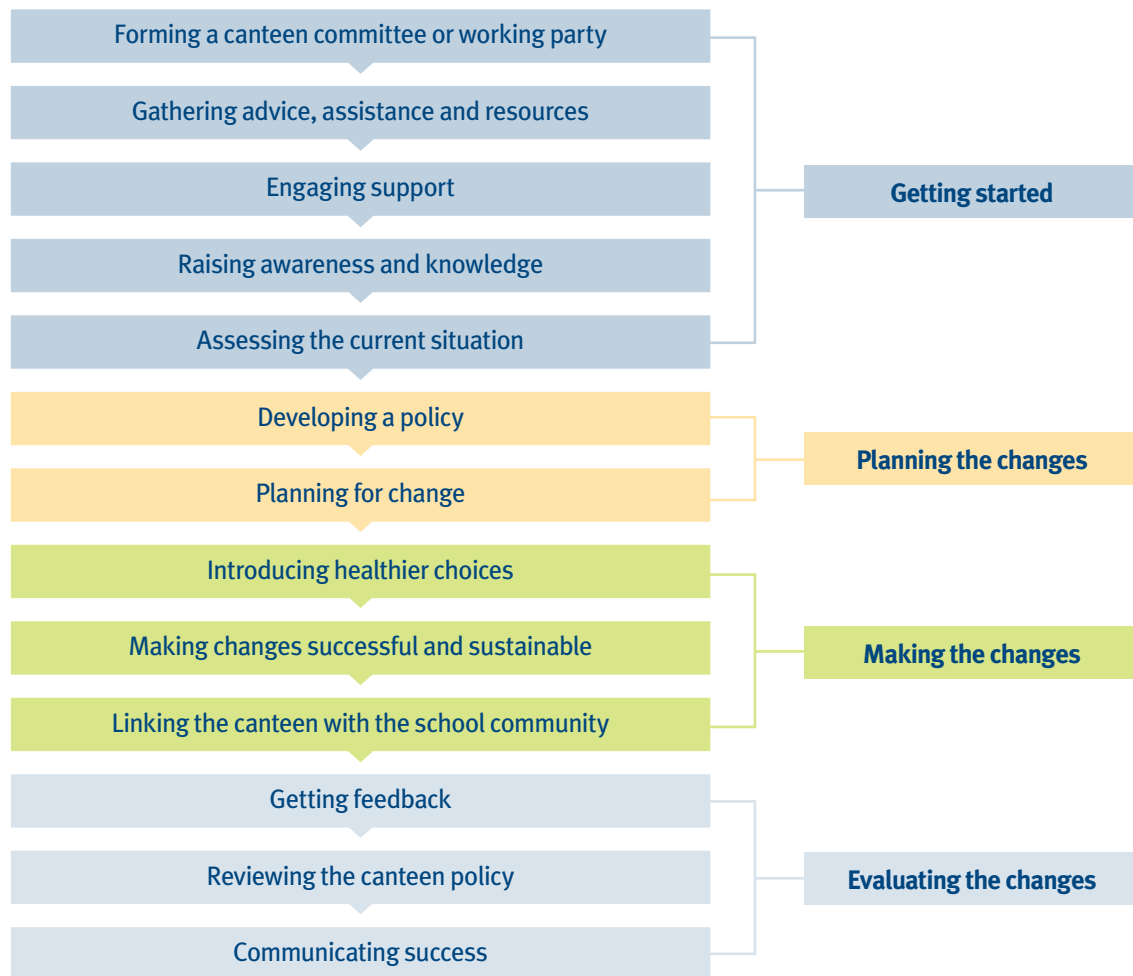 Forming a canteen committee or working party
Gathering advice, assistance and resources
Engaging support
Raising awareness and knowledge
Assessing the current situation
Getting started
Developing a policy
Planning for change
Planning the changes
Introducing healthier choices
Making changes successful and sustainable
Linking the canteen with the school community
Making the changes
Getting feedback
Reviewing the canteen policy
Communicating success
Evaluating the changes